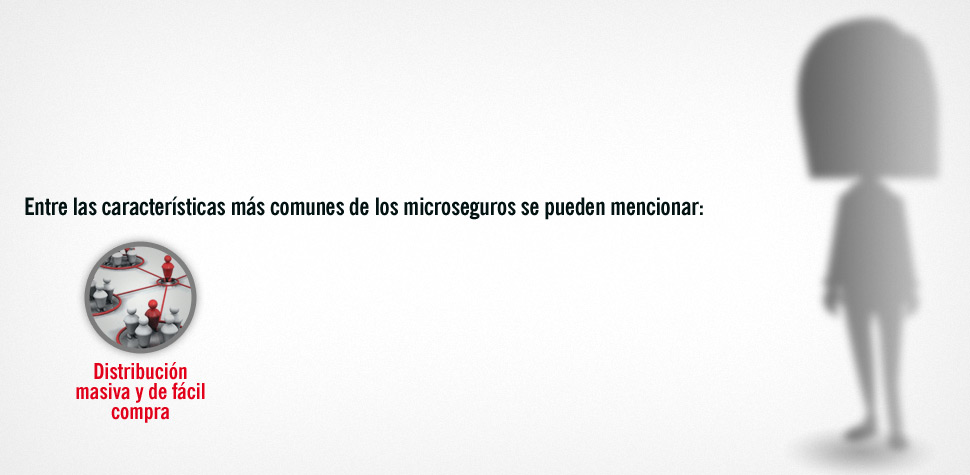 Entre las características más comunes de los microseguros se pueden mencionar:
Distribución
masiva y de fácil
compra